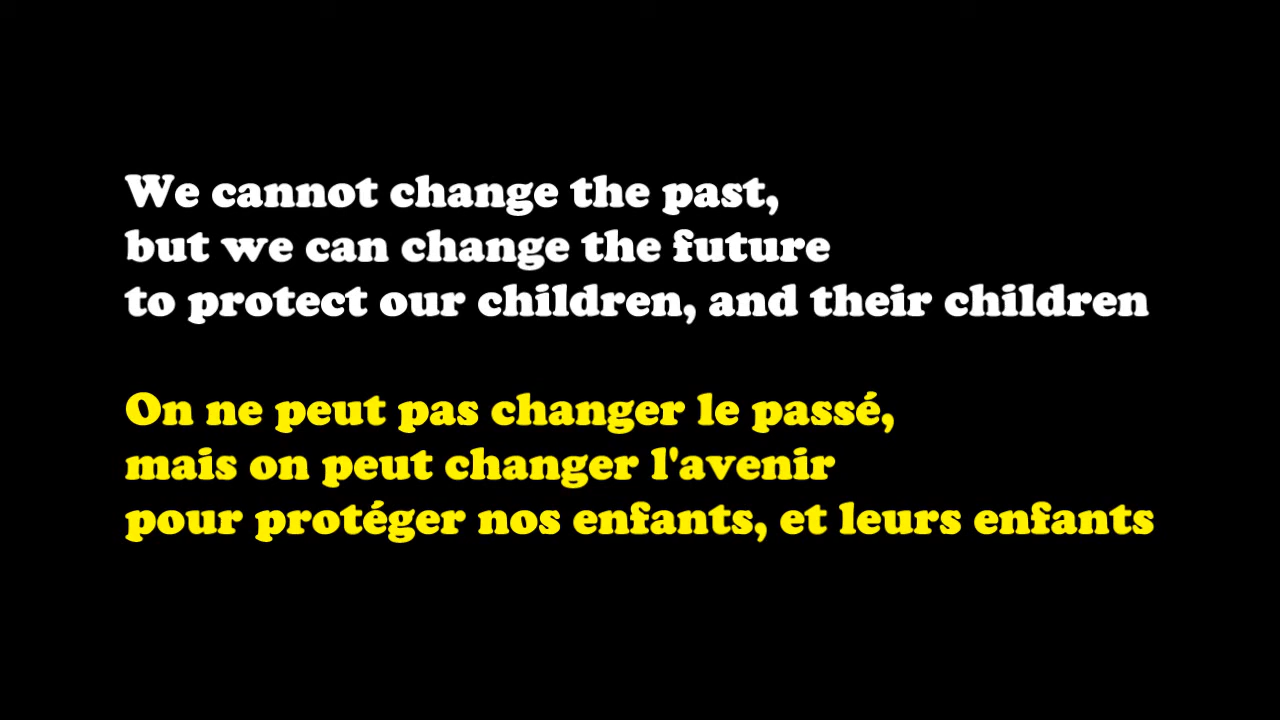 We cannot change the past,
but we can change the future
to protect our children, and their children
On ne peut pas changer le passé,
mais on peut changer l'avenir
pour protéger nos enfants, et leurs enfants